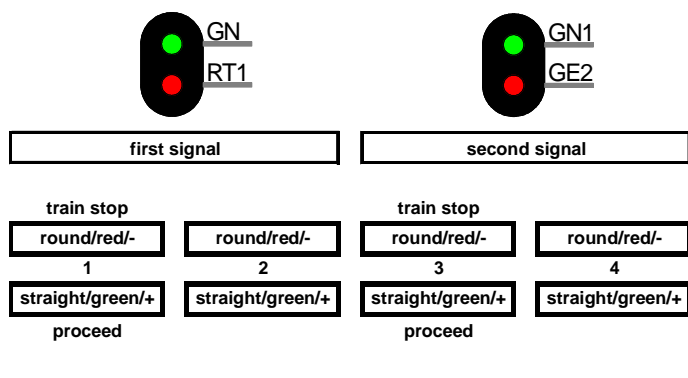 GN GN1
RT1 GE2
first signal second signal
train stop train stop
round/red/- round/red/- round/red/- round/red/-
1 2 3 4
straight/green/+ straight/green/+ straight/green/+ straight/green/+
proceed proceed